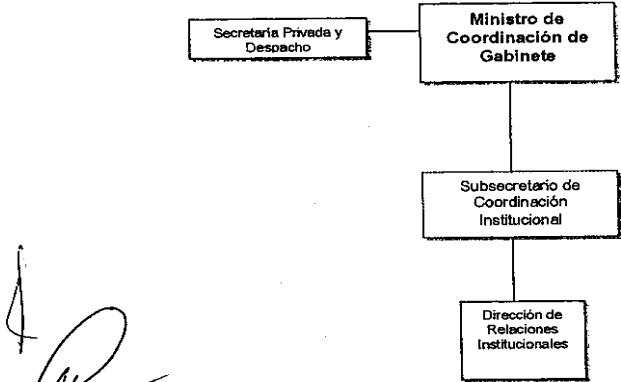 Secretaría Privada y
Despacho
Ministro de
Coordinación de
Gabinete
Subsecretario de
Coordinación
Institucional
Dirección de
Relaciones
Institucionales